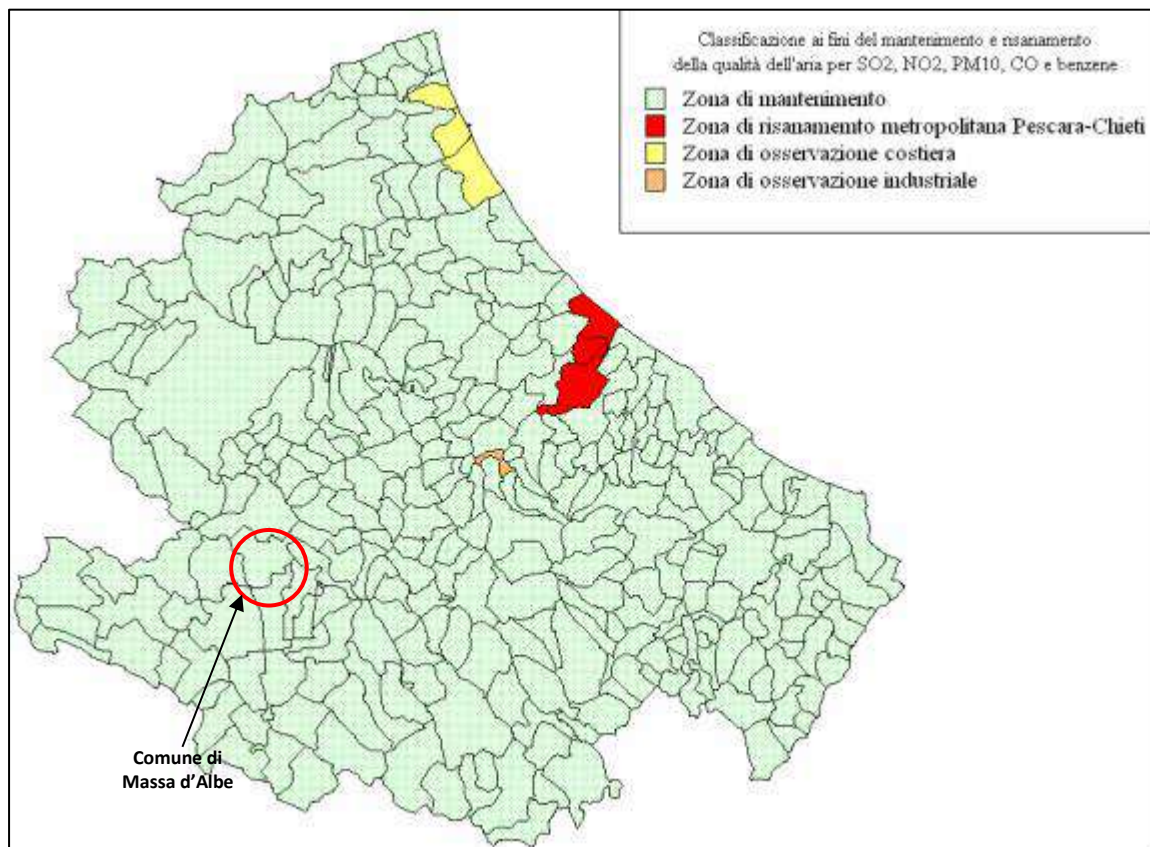 Classificazione ai fini del mantenimento e risanamento
della qualità dell'aria per SO2, NO2, PM10, CO e benzene
Zona di mantenimento
Zona di risanamemto metropolitana Pescara-Chieti
Zona di osservazione costiera
Zona di osservazione industriale
Comune di
Massa d’Albe